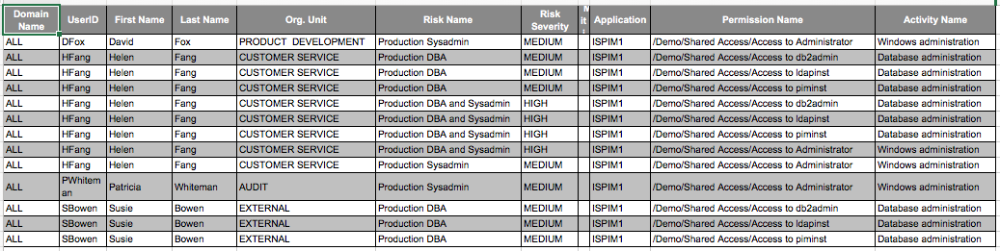 Domain Name UserID First Name Last Name Org. Unit Risk Name Risk Severity M it i Application Permission Name Activity Name
ALL DFox David Fox PRODUCT DEVELOPMENT Production Sysadmin MEDIUM ISPIM1 /Demo/Shared Access/Access to Administrator Windows administration
ALL HFang Helen Fang CUSTOMER SERVICE Production DBA MEDIUM ISPIM1 /Demo/Shared Access/Access to db2admin Database administration
ALL HFang Helen Fang CUSTOMER SERVICE Production DBA MEDIUM ISPIM1 /Demo/Shared Access/Access to ldapinst Database administration
ALL HFang Helen Fang CUSTOMER SERVICE Production DBA MEDIUM ISPIM1 /Demo/Shared Access/Access to piminst Database administration
ALL HFang Helen Fang CUSTOMER SERVICE Production DBA and Sysadmin HIGH ISPIM1 /Demo/Shared Access/Access to db2admin Database administration
ALL HFang Helen Fang CUSTOMER SERVICE Production DBA and Sysadmin HIGH ISPIM1 /Demo/Shared Access/Access to ldapinst Database administration
ALL HFang Helen Fang CUSTOMER SERVICE Production DBA and Sysadmin HIGH ISPIM1 /Demo/Shared Access/Access to piminst Database administration
ALL HFang Helen Fang CUSTOMER SERVICE Production DBA and Sysadmin HIGH ISPIM1 /Demo/Shared Access/Access to Administrator Windows administration
ALL HFang Helen Fang CUSTOMER SERVICE Production Sysadmin MEDIUM ISPIM1 /Demo/Shared Access/Access to Administrator Windows administration
ALL PWhitem an Patricia Whiteman AUDIT Production Sysadmin MEDIUM ISPIM1 /Demo/Shared Access/Access to Administrator Windows administration
ALL SBowen Susie Bowen EXTERNAL Production DBA MEDIUM ISPIM1 /Demo/Shared Access/Access to db2admin Database administration
ALL SBowen Susie Bowen EXTERNAL Production DBA MEDIUM ISPIM1 /Demo/Shared Access/Access to ldapinst Database administration
ALL SBowen Susie Bowen EXTERNAL Production DBA MEDIUM ISPIM1 /Demo/Shared Access/Access to piminst Database administration